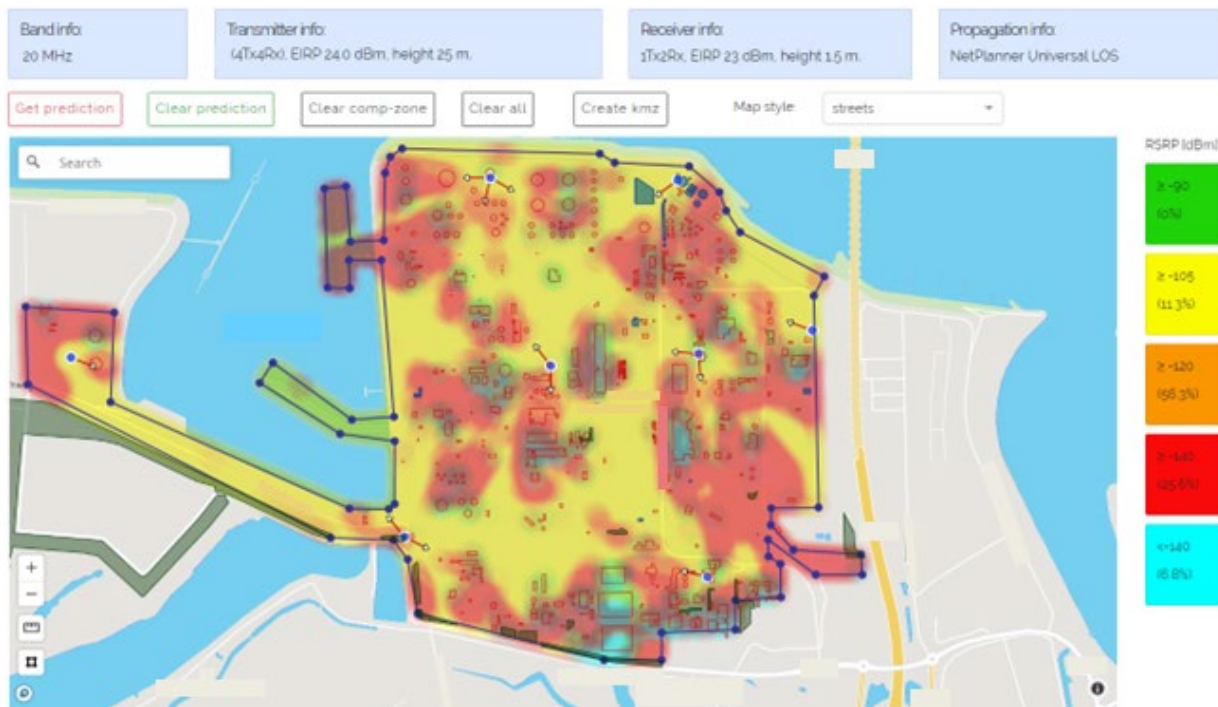 Band info:
20 MHz
Transmitter info:
(4Tx4Rx), EIRP 24.0 dBm, height 25 m,
Receiver info:
1Tx2Rx, EIRP 23 dBm, height 1.5 m,
Propagation info:
NetPlanner Universal LOS
Get prediction
Clear prediction
Clear comp-zone
Clear all
Create kmz
Map style:
streets
Search
RSRP [dBm]
≥ -90
(0%)
≥ -105
(11.3%)
≥ -120
(56.3%)
≥ -140
(25.6%)
<-140
(6.8%)